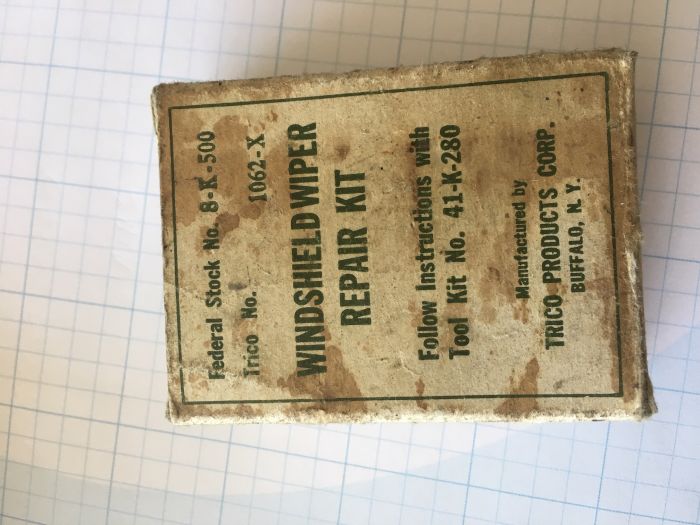 Federal Stock No. 8-K-500
Trico No. 1062-X
WINDSHIELD WIPER
REPAIR KIT
Follow Instructions with
Tool Kit No. 41-K-280
Manufactured by
TRICO PRODUCTS CORP.
BUFFALO, N. Y.